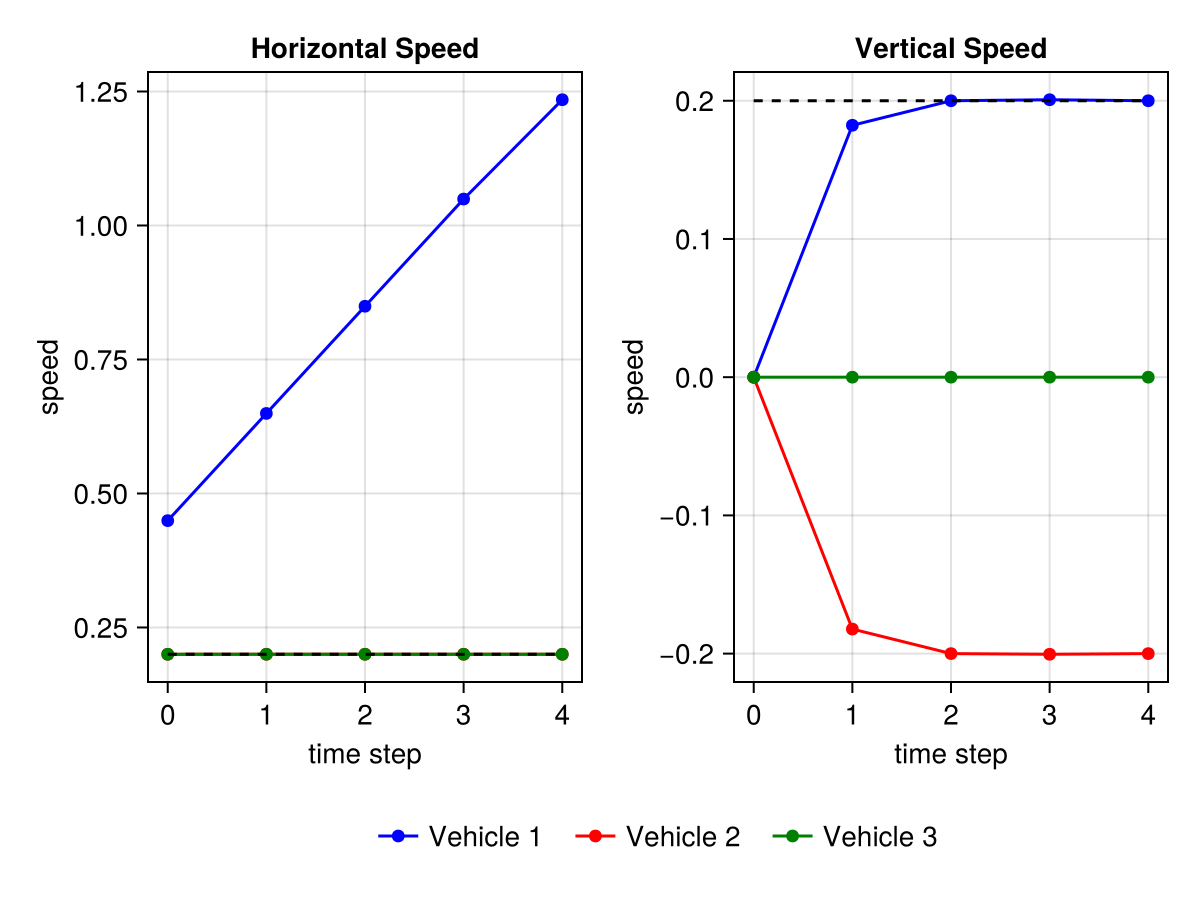 Horizontal Speed
1.25
1.00
0.75
0.50
0.25
speed
0 1 2 3 4
time step
Vertical Speed
0.2
0.1
0.0
−0.1
−0.2
speed
0 1 2 3 4
time step
Vehicle 1 Vehicle 2 Vehicle 3